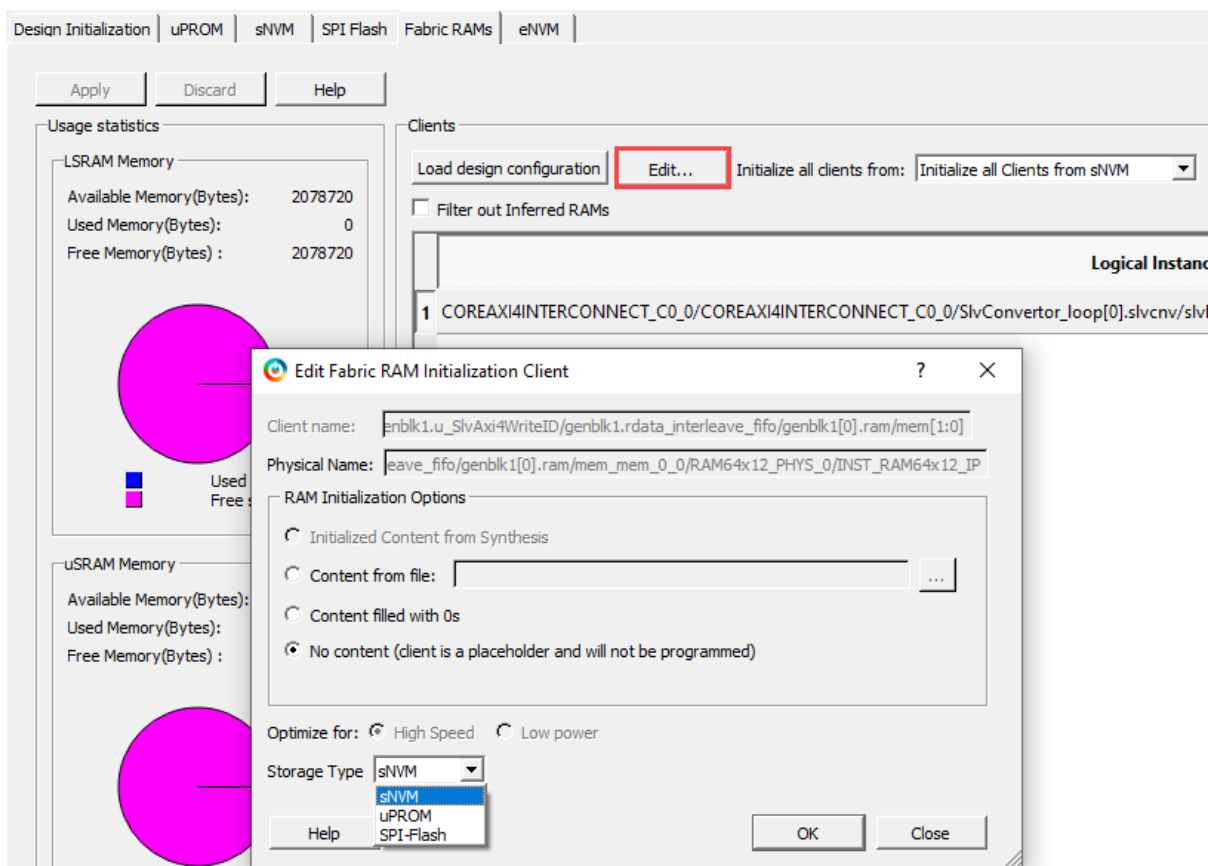 Design Initialization uPROM sNVM SPI Flash Fabric RAMs eNVM
Apply Discard Help
Usage statistics
LSRAM Memory
Available Memory(Bytes): 2078720
Used Memory(Bytes): 0
Free Memory(Bytes) : 2078720
Used
Free
uSRAM Memory
Available Memory(Bytes):
Used Memory(Bytes):
Free Memory(Bytes) :
Clients
Load design configuration Edit... Initialize all clients from: Initialize all Clients from sNVM
Filter out Inferred RAMs
Logical Instanc
1 COREAXI4INTERCONNECT_C0_0/COREAXI4INTERCONNECT_C0_0/SlvConvertor_loop[0].slvcnv/slvl
Edit Fabric RAM Initialization Client ?
Client name: enblk1.u_SlvAxi4WriteID/genblk1.rdata_interleave_fifo/genblk1[0].ram/mem[1:0]
Physical Name: eave_fifo/genblk1[0].ram/mem_mem_0_0/RAM64x12_PHYS_0/INST_RAM64x12_IP
RAM Initialization Options
Initialized Content from Synthesis
Content from file: ...
Content filled with 0s
No content (client is a placeholder and will not be programmed)
Optimize for: High Speed Low power
Storage Type sNVM
sNVM
uPROM
SPI-Flash
Help OK Close